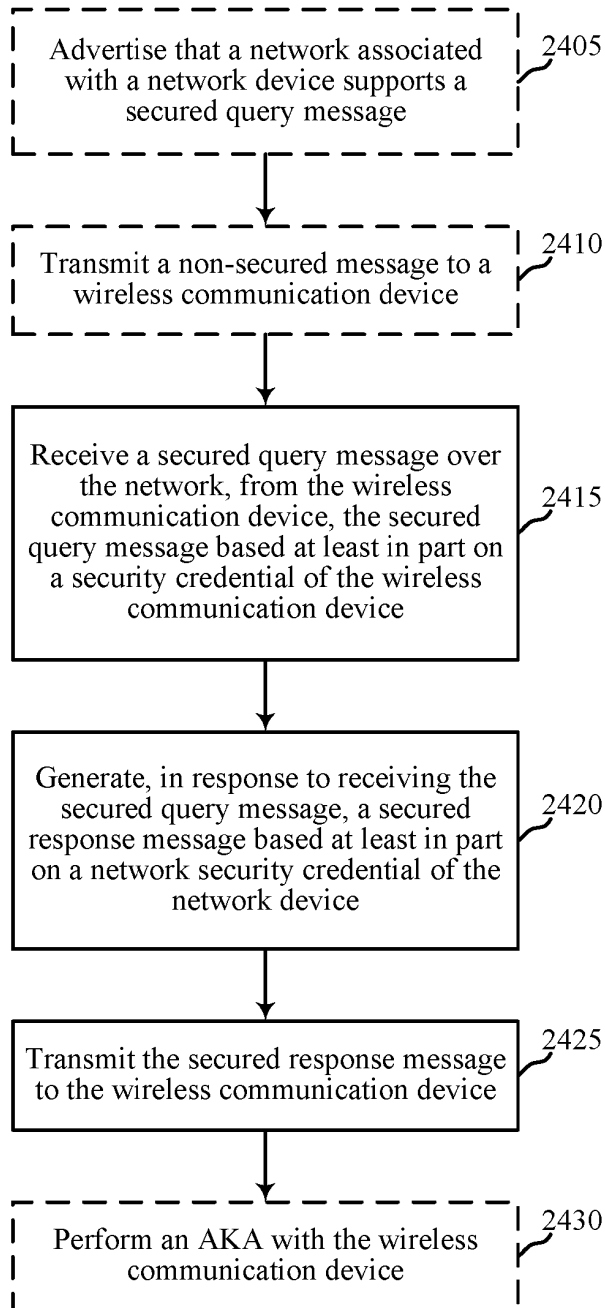 Advertise that a network associated
with a network device supports a
secured query message
2405
Transmit a non-secured message to a
wireless communication device
2410
Receive a secured query message over
the network, from the wireless
communication device, the secured
query message based at least in part on
a security credential of the wireless
communication device
2415
Generate, in response to receiving the
secured query message, a secured
response message based at least in part
on a network security credential of the
network device
2420
Transmit the secured response message
to the wireless communication device
2425
Perform an AKA with the wireless
communication device
2430